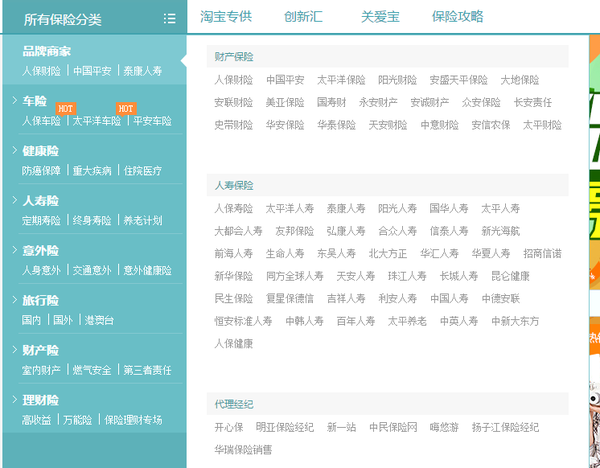 所有保险分类
淘宝专供 创新汇 关爱宝 保险攻略
品牌商家
人保财险 中国平安 泰康人寿
车险
HOT HOT
人保车险 太平洋车险 平安车险
健康险
防癌保障 重大疾病 住院医疗
人寿险
定期寿险 终身寿险 养老计划
意外险
人身意外 交通意外 意外健康险
旅行险
国内 国外 港澳台
财产险
室内财产 燃气安全 第三者责任
理财险
高收益 万能险 保险理财专场
财产保险
人保财险 中国平安 太平洋保险 阳光财险 安盛天平保险 大地保险
安联财险 美亚保险 国寿财 永安财产 安诚财产 众安保险 长安责任
史带财险 华安保险 华泰保险 天安财险 中意财险 安信农保 太平财险
人寿保险
人保寿险 太平洋人寿 泰康人寿 阳光人寿 国华人寿 太平人寿
大都会人寿 友邦保险 弘康人寿 合众人寿 信泰人寿 新光海航
前海人寿 生命人寿 东吴人寿 北大方正 华汇人寿 华夏人寿 招商信诺
新华保险 同方全球人寿 天安人寿 珠江人寿 长城人寿 昆仑健康
民生保险 复星保德信 吉祥人寿 利安人寿 中国人寿 中德安联
恒安标准人寿 中韩人寿 百年人寿 太平养老 中英人寿 中新大东方
人保健康
代理经纪
开心保 明亚保险经纪 新一站 中民保险网 嗨悠游 扬子江保险经纪
华瑞保险销售